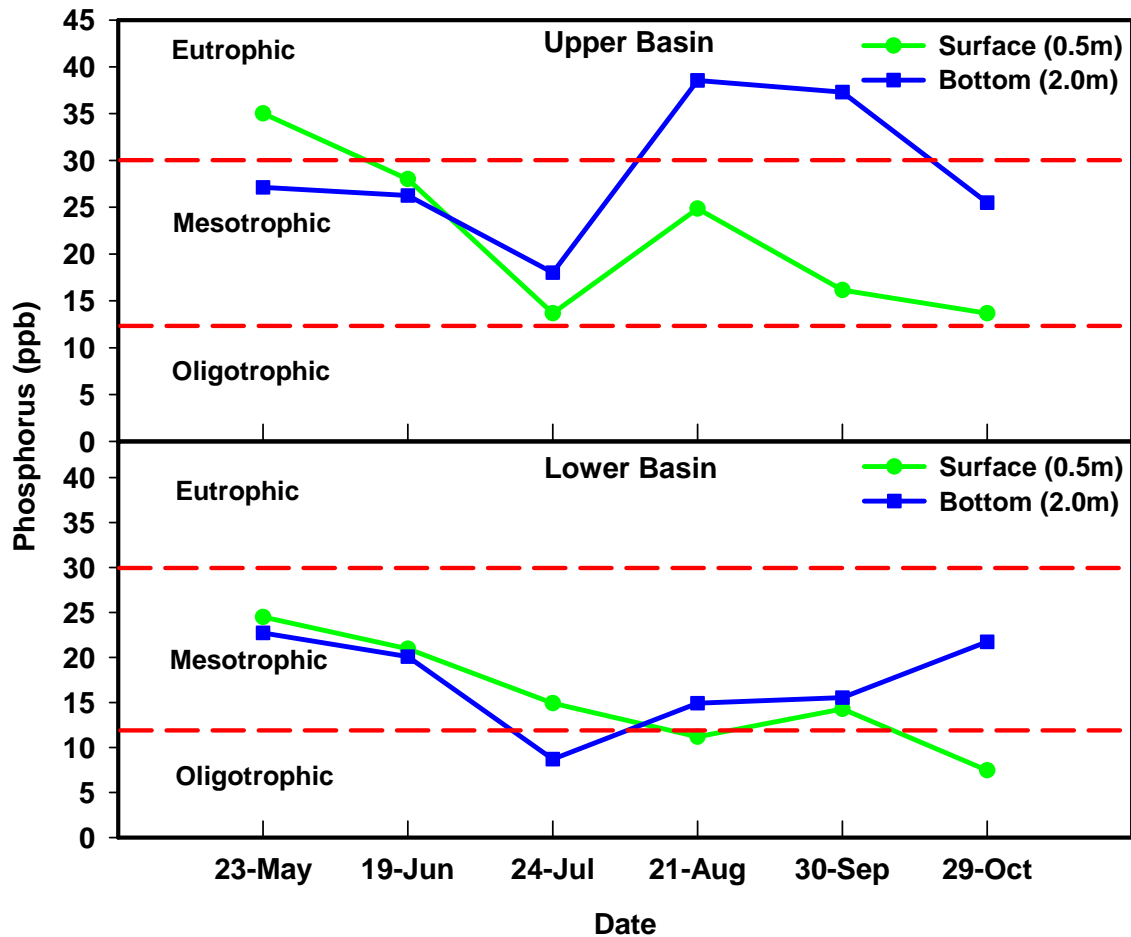 Phosphorus (ppb)
45
40
35
30
25
20
15
10
5
0
Eutrophic
Upper Basin
Surface (0.5m)
Bottom (2.0m)
Mesotrophic
Oligotrophic
40
35
30
25
20
15
10
5
0
Eutrophic
Lower Basin
Surface (0.5m)
Bottom (2.0m)
Mesotrophic
Oligotrophic
23-May 19-Jun 24-Jul 21-Aug 30-Sep 29-Oct
Date